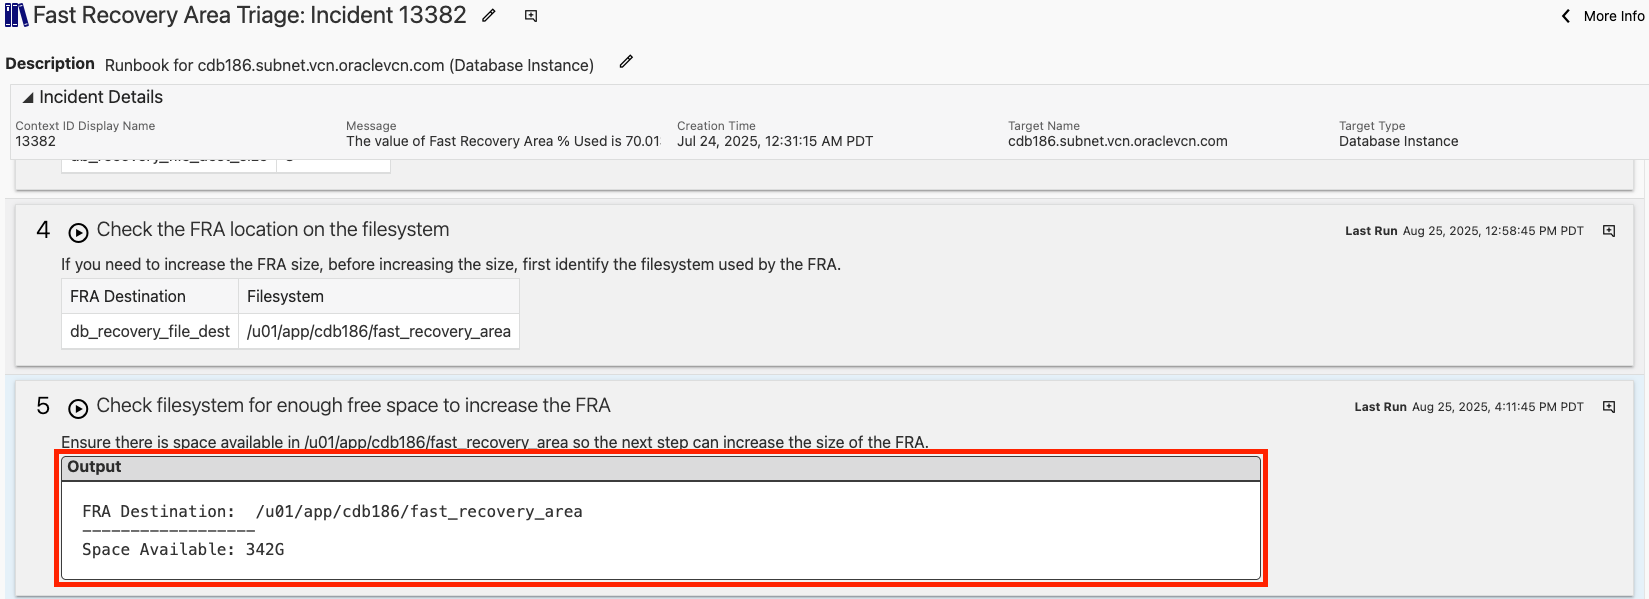 Fast Recovery Area Triage: Incident 13382
More Info
Description Runbook for cdb186.subnet.vcn.oraclevcn.com (Database Instance)
Incident Details
Context ID Display Name Message Creation Time Target Name Target Type
13382 The value of Fast Recovery Area % Used is 70.01 Jul 24, 2025, 12:31:15 AM PDT cdb186.subnet.vcn.oraclevcn.com Database Instance
4 Check the FRA location on the filesystem Last Run Aug 25, 2025, 12:58:45 PM PDT
If you need to increase the FRA size, before increasing the size, first identify the filesystem used by the FRA.
FRA Destination Filesystem
db_recovery_file_dest /u01/app/cdb186/fast_recovery_area
5 Check filesystem for enough free space to increase the FRA Last Run Aug 25, 2025, 4:11:45 PM PDT
Ensure there is space available in /u01/app/cdb186/fast_recovery_area so the next step can increase the size of the FRA.
Output
FRA Destination: /u01/app/cdb186/fast_recovery_area
------------------
Space Available: 342G